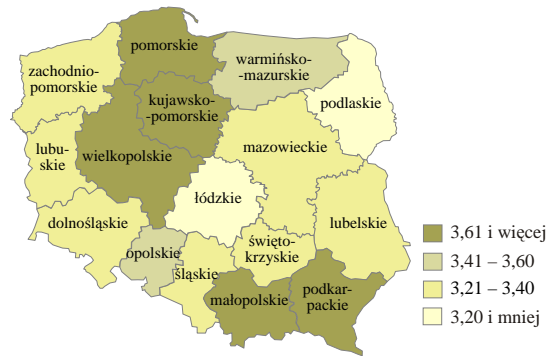 pomorskie
warmińsko-
-mazurskie
zachodnio-
pomorskie
podlaskie
kujawsko-
-pomorskie
lubu-
skie
wielkopolskie
mazowieckie
łódzkie
dolnośląskie
lubelskie
opolskie
święto-
krzyskie
śląskie
małopolskie
podkar-
packie
3,61 i więcej
3,41 – 3,60
3,21 – 3,40
3,20 i mniej